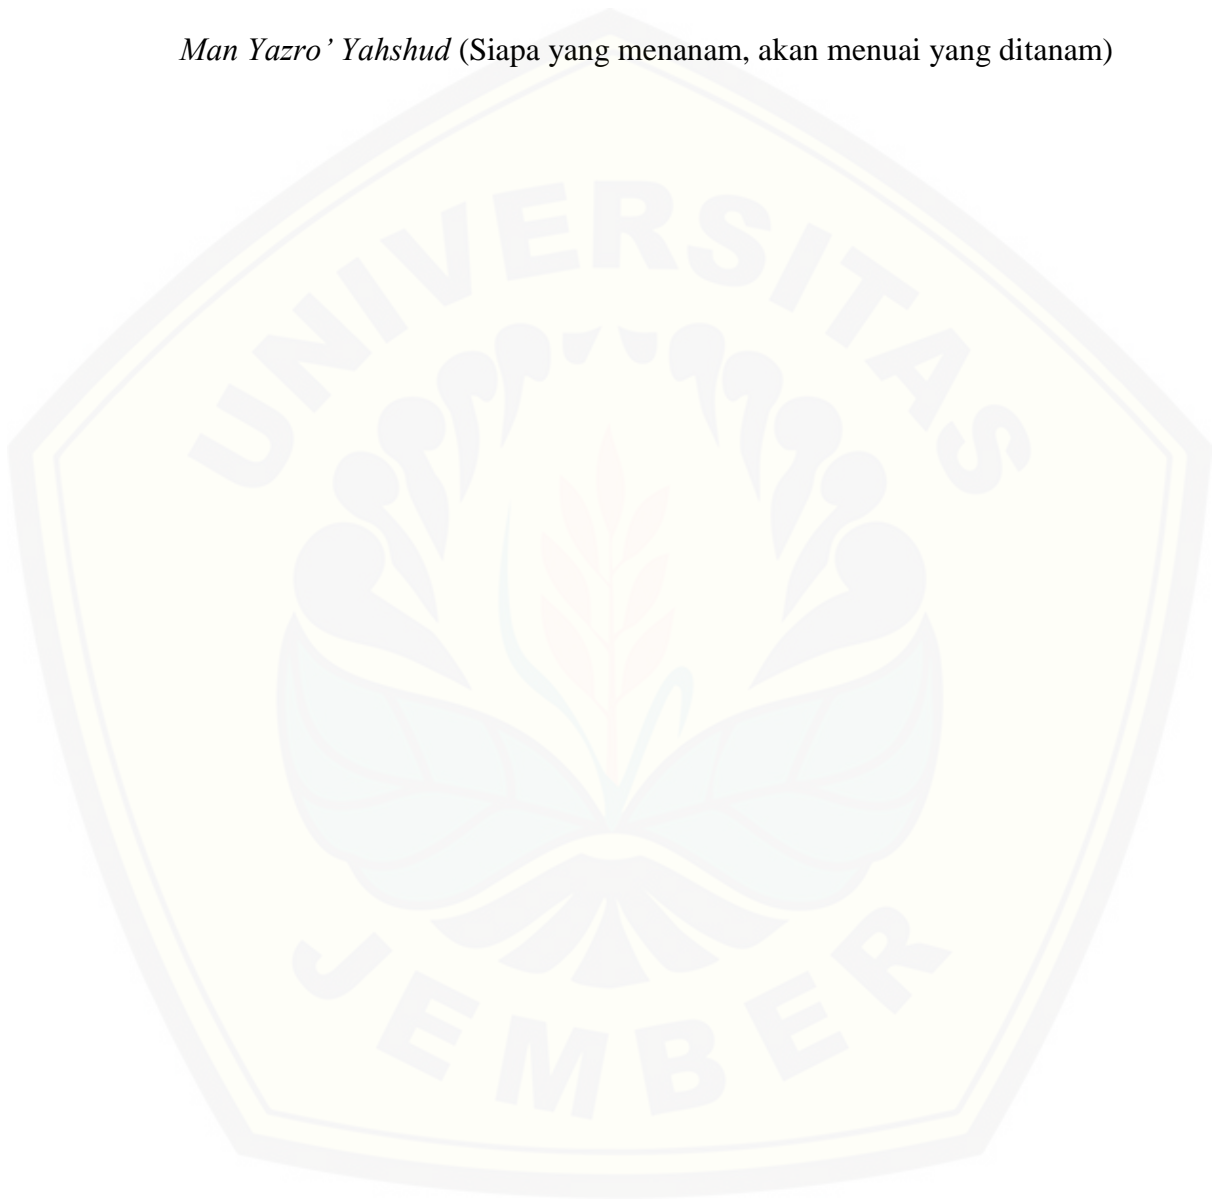 Man Yazro’ Yahshud (Siapa yang menanam, akan menuai yang ditanam)
UNIVERSITAS
JEMBER